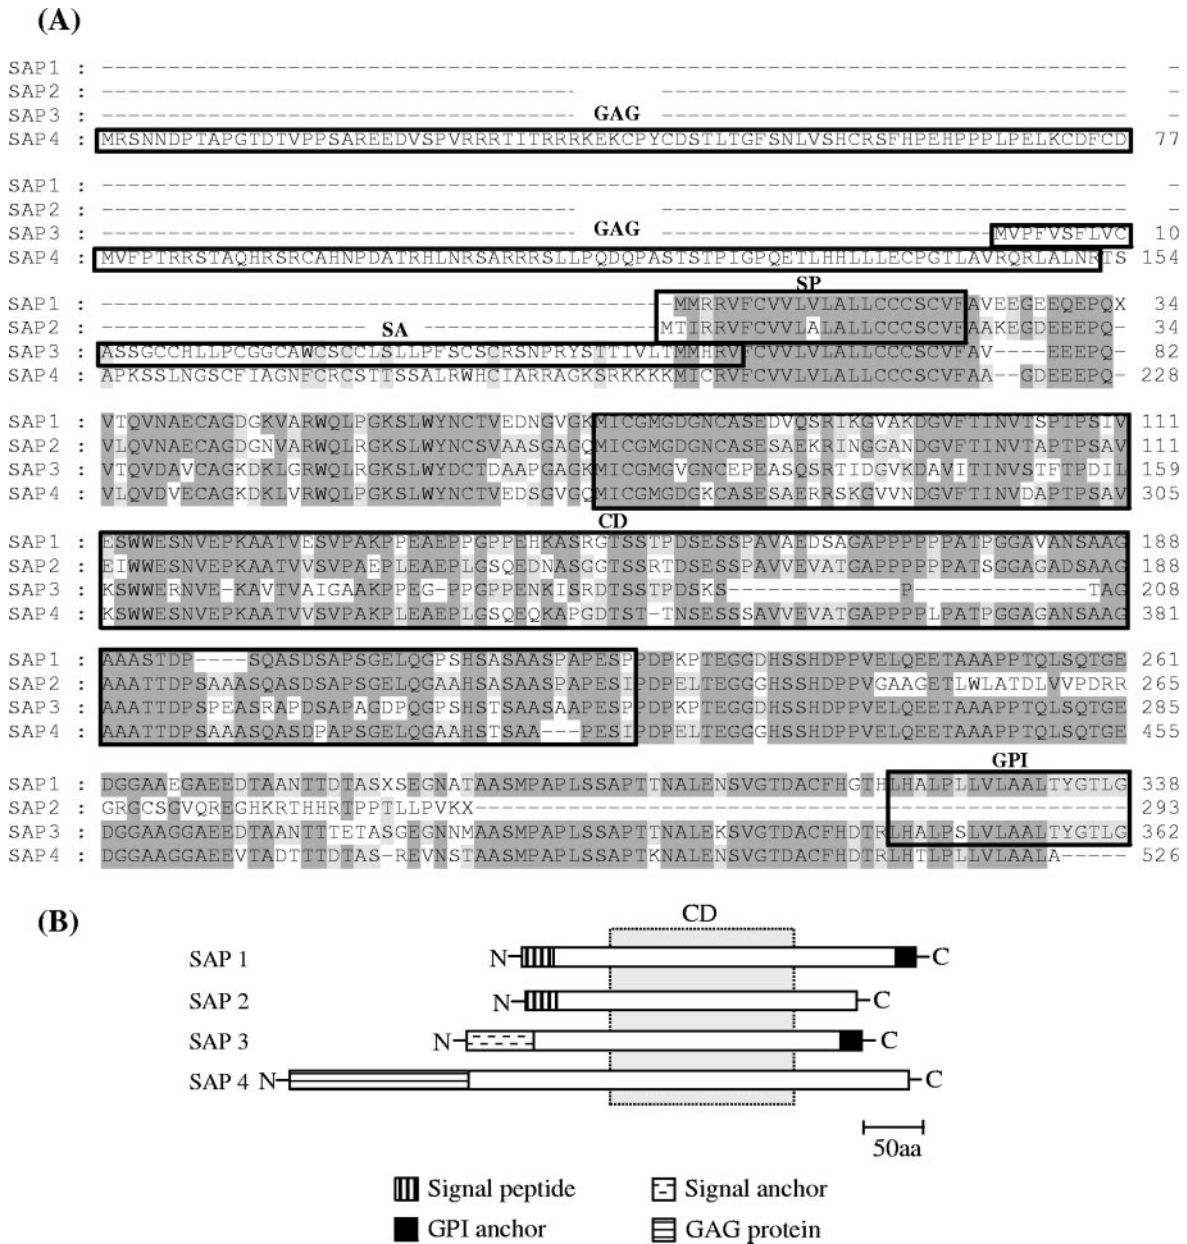 (A)
SAP1 : ----------------------------------------------------------------------------- -
SAP2 : ----------------------------------------------------------------------------- -
GAG
SAP3 : ----------------------------------------------------------------------------- -
SAP4 : MRSNNDPTAPGTDTVPPSAREEDVSPVRRRTITRRRKEKCPYCDSTLTGFSNLVSHCRSFHPEHPPPLPELKCDFCD 77
SAP1 : ----------------------------------------------------------------------------- -
SAP2 : ----------------------------------------------------------------------------- -
GAG
SAP3 : -------------------------------------------------------------------MVPFVSFLVC 10
SAP4 : MVFPTRRSTAQHRSRCAHNPDATRHLNRSARRRSLLPQDQPASTSTPIGPQETLHHLLLECPGTLAVRQRLALNRTS 154
SP
SAP1 : -------------------------------------------MMRRVFCVVLVLALLCCCSCVFAVEEGEEQEPQX 34
SAP2 : ------------------------------------------MTIRRVFCVVLALALLCCCSCVFAAKEGDEEEPQ- 34
SA
SAP3 : ASSGCCHLLPCGGCAWCSCCLSLLPFSCSCRSNPRYSTTIVLTMMHRVFCVVLVLALLCCCSCVFAV----EEEPQ- 82
SAP4 : APKSSLNGSCFIAGNFCRCSTTSSALRWHCIARRAGKSRKKKKMICRVFCVVLVLALLCCCSCVFAA--GDEEEPQ- 228
SAP1 : VTQVNAECAGDGKVARWQLPGKSLWYNCTVEDNGVGKMICGMGDGNCASEDVQSRIKGVAKDGVFTINVTSPTPSIV 111
SAP2 : VTLVNAECAGDGNVARWQLRGKSLWYNCSVAASGAGQMICGMGDGNCASESAEKRINGGANDGVFTINVTAPTPSAV 111
SAP3 : VTQVDAVCAGKDKLGRWQLRGKSLWYDCTDAAPGAGKMICGMGVGNCEPEASQSRTIDGVKDAVITINVSTFTPDIL 159
SAP4 : VLQVDVECAGKDKLVRWQLPGKSLWYNCTVEDSGVGQMICGMGDGKCASESAERRSKGVVNDGVFTINVDAPTPSAV 305
CD
SAP1 : ESWWESNVEPKAATVESVPAKPPEAEPPGPPEHKASRGTSSTPDSESSPAVAEDSAGAPPPPPPATPGGAVANSAAG 188
SAP2 : EIWWESNVEPKAATVVSVPAEPLEAEPLGSQEDNASGGTSSRTDSESSPAVVEVATGAPPPPPPATSGGAGADSAAG 188
SAP3 : KSWWERNVE-KAVTVAIGAAKPPEG-PPGPPENKISRDTSSTPDSKS-------------P-------------TAG 208
SAP4 : KSWWESNVEPKAATVVSVPAKPLEAEPLGSQEQKAPGDTST-TNSESSAVVEVATGAPPPPLPATPGGAGANSAAG 381
SAP1 : AAASTDP----SQASDSAPSGELQGPSHSASAASPAPESPPDPKPTEGGDHSSHDPPVELQEETAAAPPTQLSQTGE 261
SAP2 : AAATTDPSAAASQASDSAPSGELQGAAHSASAASPAPESIPDPELTEGGGHSSHDPPVGAAGETLWLATDLVVPDRR 265
SAP3 : AAATTDPSPEASRAPDSAPAGDPQGPSHSTSAASAAPESPPDPKPTEGGDHSSHDPPVELQEETAAAPPTQLSQTGE 285
SAP4 : AAATTDPSAAASQASDPAPSGELQGAAHSTSAA---PESIPDPELTEGGGHSSHDPPVELQEETAAAPPTQLSQTGE 455
GPI
SAP1 : DGGAAEGAEEDTAANTTDTASXSEGNATAASMPAPLSSAPTTNALENSVGTDACFHGTHLHALPLLVLAALTYGTLG 338
SAP2 : GRGCSGVQREGHKRTHHRTPPTLLPVKX------------------------------------------------- 293
SAP3 : DGGAAGGAEEDTAANTTTETASGEGNNMAASMPAPLSSAPTTNALEKSVGTDACFHDTRLHALPSLVLAALTYGTLG 362
SAP4 : DGGAAGGAEEVTADTTTDTAS-REVNSTAASMPAPLSSAPTKNALENSVGTDACFHDTRLHTLPLLVLAALA----- 526
(B)
CD
SAP 1 N C
SAP 2 N C
SAP 3 N C
SAP 4 N C
50aa
Signal peptide Signal anchor
GPI anchor GAG protein